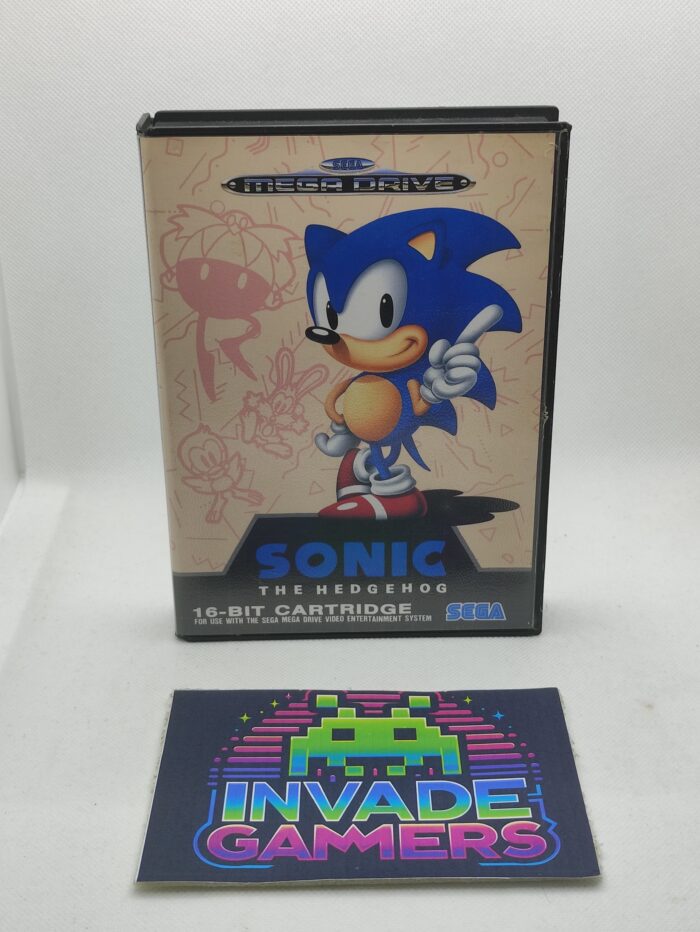 SEGA
MEGA DRIVE
SONIC
THE HEDGEHOG
16-BIT CARTRIDGE
FOR USE WITH THE SEGA MEGA DRIVE VIDEO ENTERTAINMENT SYSTEM
SEGA
INVADE
GAMMERS